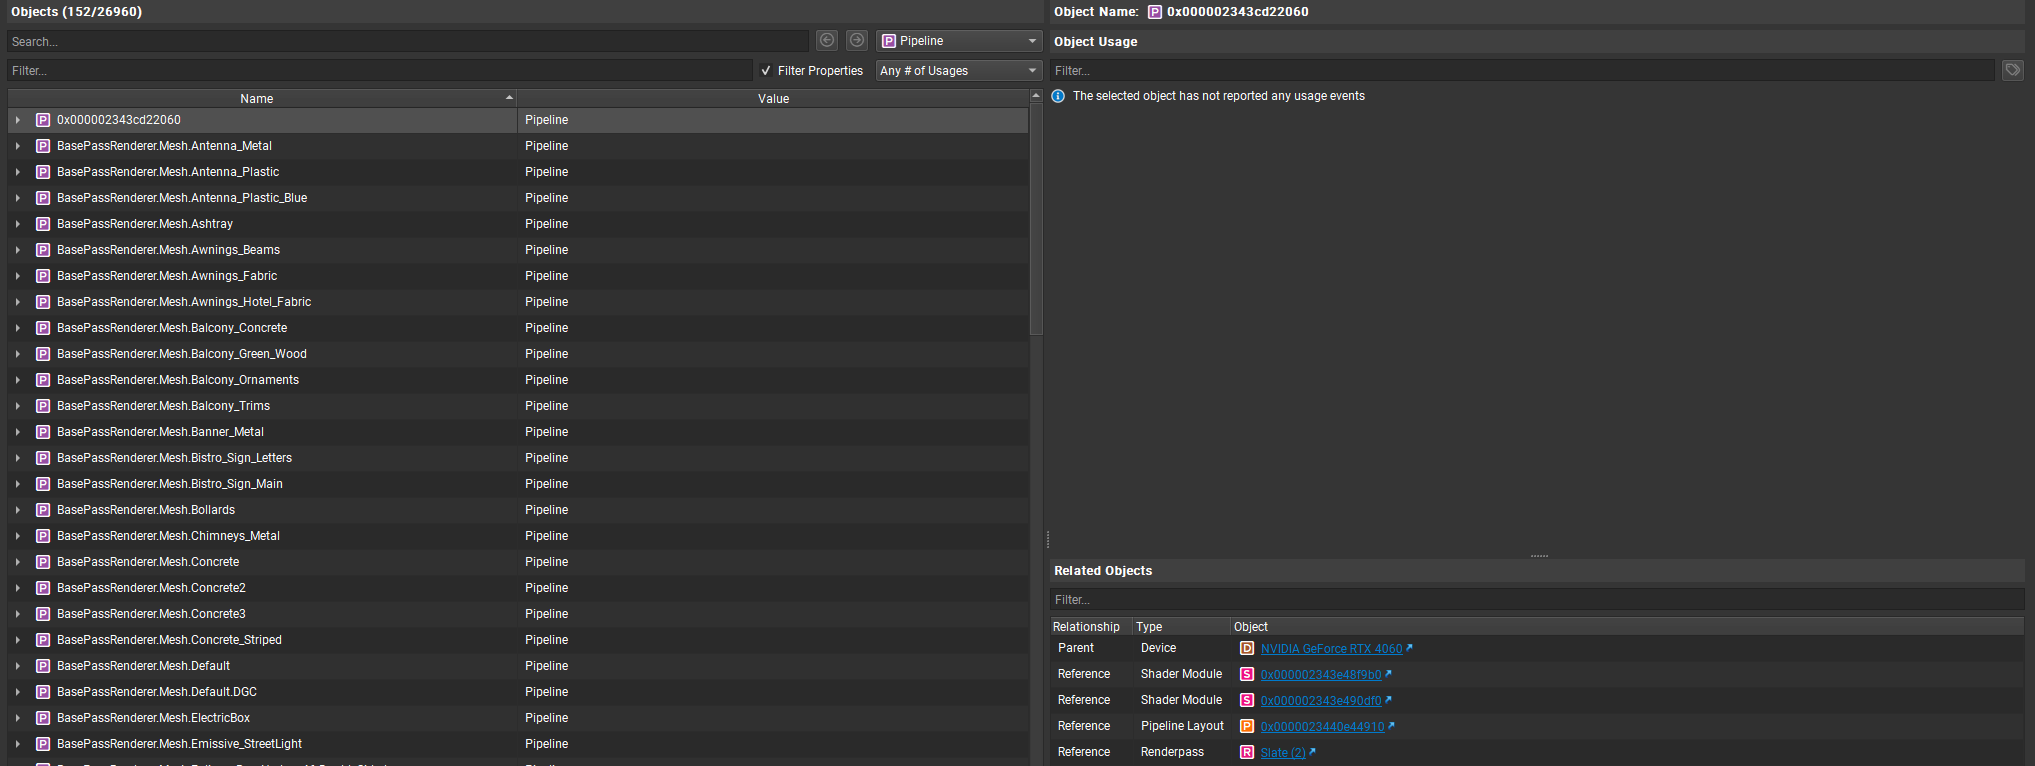 Objects (152/26960)
Search...
P Pipeline
Filter...
Filter Properties
Any # of Usages
Name Value
P 0x000002343cd22060 Pipeline
P BasePassRenderer.Mesh.Antenna_Metal Pipeline
P BasePassRenderer.Mesh.Antenna_Plastic Pipeline
P BasePassRenderer.Mesh.Antenna_Plastic_Blue Pipeline
P BasePassRenderer.Mesh.Ashtray Pipeline
P BasePassRenderer.Mesh.Awnings_Beams Pipeline
P BasePassRenderer.Mesh.Awnings_Fabric Pipeline
P BasePassRenderer.Mesh.Awnings_Hotel_Fabric Pipeline
P BasePassRenderer.Mesh.Balcony_Concrete Pipeline
P BasePassRenderer.Mesh.Balcony_Green_Wood Pipeline
P BasePassRenderer.Mesh.Balcony_Ornaments Pipeline
P BasePassRenderer.Mesh.Balcony_Trims Pipeline
P BasePassRenderer.Mesh.Banner_Metal Pipeline
P BasePassRenderer.Mesh.Bistro_Sign_Letters Pipeline
P BasePassRenderer.Mesh.Bistro_Sign_Main Pipeline
P BasePassRenderer.Mesh.Bollards Pipeline
P BasePassRenderer.Mesh.Chimneys_Metal Pipeline
P BasePassRenderer.Mesh.Concrete Pipeline
P BasePassRenderer.Mesh.Concrete2 Pipeline
P BasePassRenderer.Mesh.Concrete3 Pipeline
P BasePassRenderer.Mesh.Concrete_Striped Pipeline
P BasePassRenderer.Mesh.Default Pipeline
P BasePassRenderer.Mesh.Default.DGC Pipeline
P BasePassRenderer.Mesh.ElectricBox Pipeline
P BasePassRenderer.Mesh.Emissive_StreetLight Pipeline
Object Name: P 0x000002343cd22060
Object Usage
Filter...
The selected object has not reported any usage events
Related Objects
Filter...
Relationship Type Object
Parent Device D NVIDIA GeForce RTX 4060
Reference Shader Module S 0x000002343e48f9b0
Reference Shader Module S 0x000002343e490df0
Reference Pipeline Layout P 0x0000023440e44910
Reference Renderpass R Slate (2)